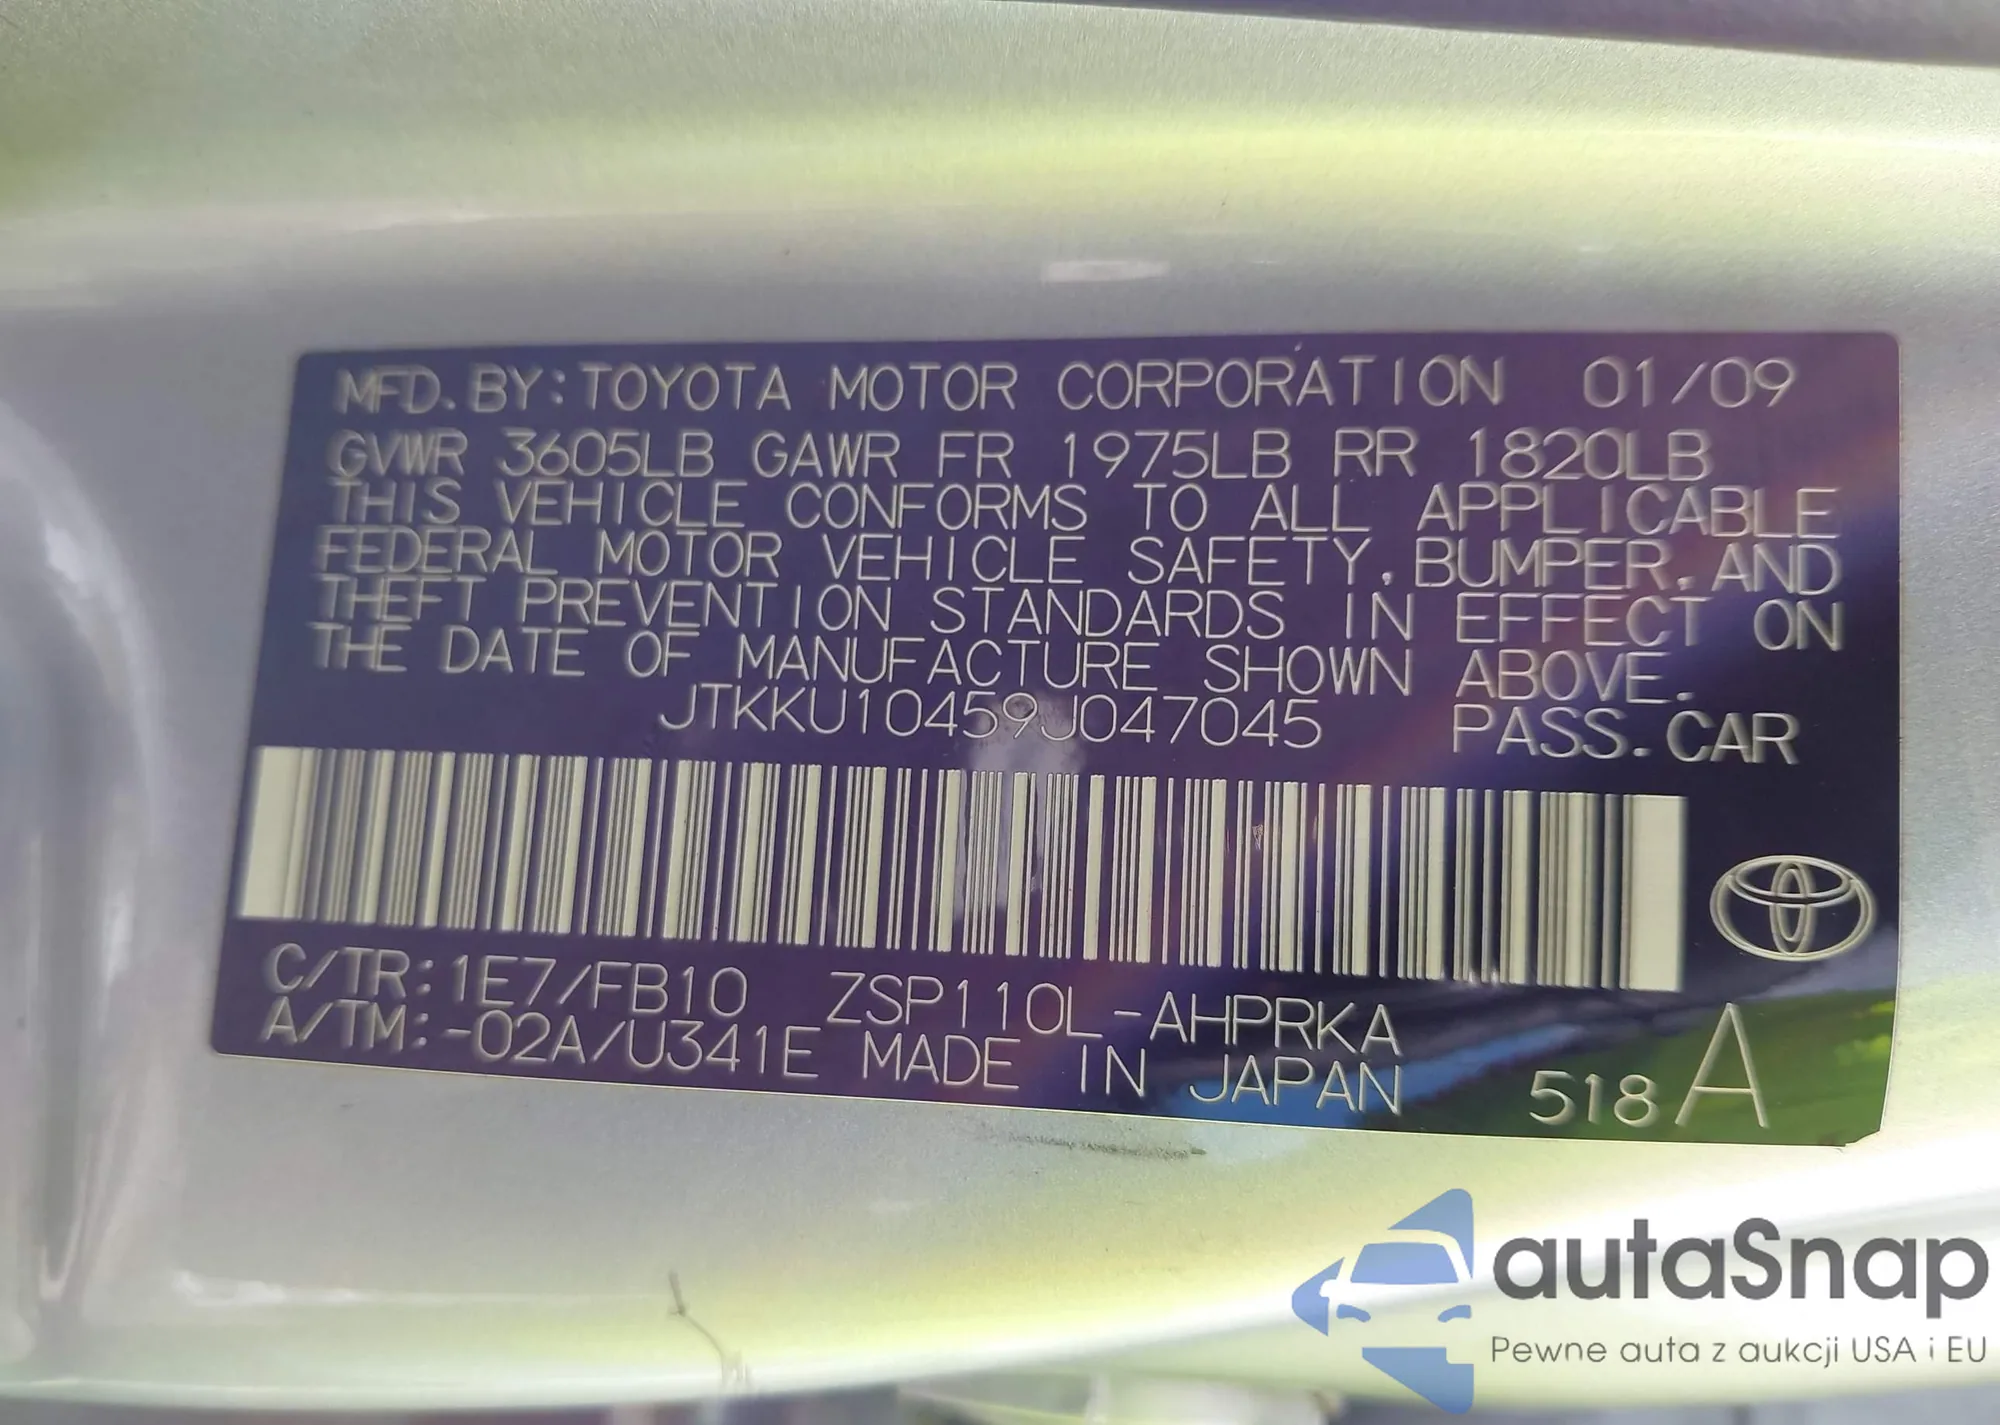 MFD. BY: TOYOTA MOTOR CORPORATION 01/09
GVWR 3605LB GAWR FR 1975LB RR 1820LB
THIS VEHICLE CONFORMS TO ALL APPLICABLE
FEDERAL MOTOR VEHICLE SAFETY, BUMPER, AND
THEFT PREVENTION STANDARDS IN EFFECT ON
THE DATE OF MANUFACTURE SHOWN ABOVE.
JTKKU10459J047045 PASS. CAR
C/TR: 1E7/FB10 ZSP110L-AHPRKA
A/TM: -02A/U341E MADE IN JAPAN 518 A
autaSnap
Pewne auta z aukcji USA i EU